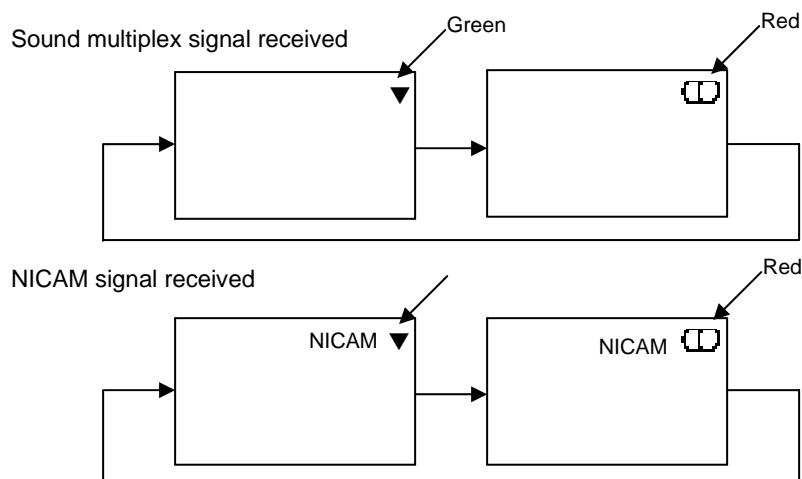 Green
Red
Sound multiplex signal received
▼
NICAM signal received
Red
NICAM ▼
NICAM